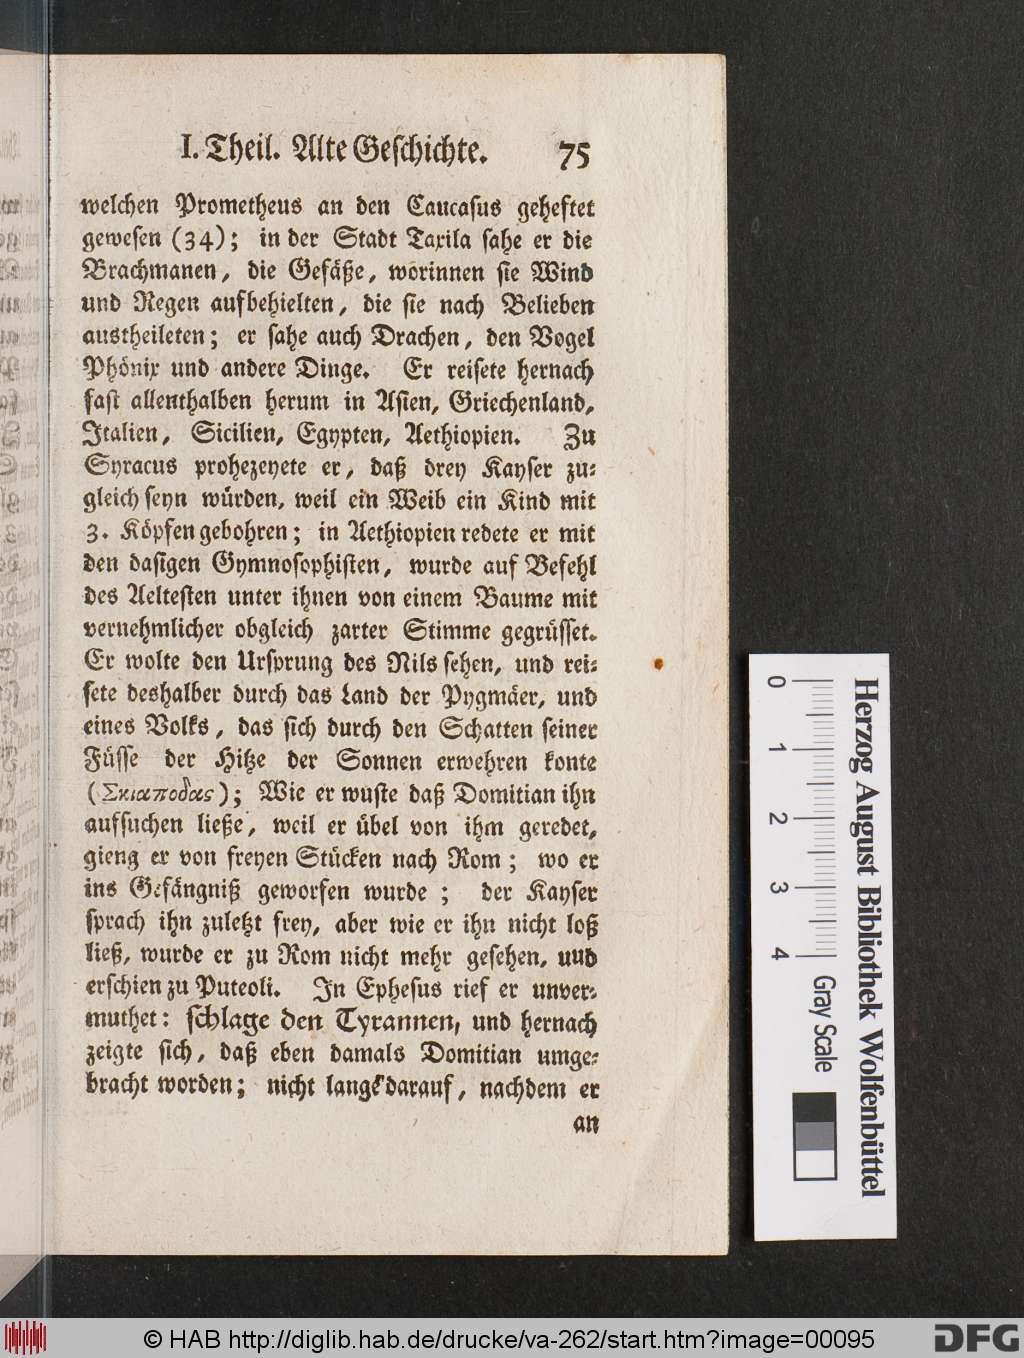 I. Theil. Alte Geschichte. 75
welchen Prometheus an den Caucasus geheftet
gewesen (34); in der Stadt Taxila sahe er die
Brachmanen, die Gefäße, worinnen sie Wind
und Regen aufbehielten, die sie nach Belieben
austheileten; er sahe auch Drachen, den Vogel
Phönix und andere Dinge. Er reisete hernach
fast allenthalben herum in Asien, Griechenland,
Italien, Sicilien, Egypten, Aethiopien. Zu
Syracus prohezeyete er, daß drey Kayser zu-
gleich seyn würden, weil ein Weib ein Kind mit
3. Köpfen gebohren; in Aethiopien redete er mit
den dasigen Gymnosophisten, wurde auf Befehl
des Aeltesten unter ihnen von einem Baume mit
vernehmlicher obgleich zarter Stimme gegrüsset.
Er wolte den Ursprung des Nils sehen, und rei-
sete deshalber durch das Land der Pygmäer, und
eines Volks, das sich durch den Schatten seiner
Füsse der Hitze der Sonnen erwehren konte
(Σκιαποδας); Wie er wuste daß Domitian ihn
aufsuchen ließe, weil er übel von ihm geredet,
gieng er von freyen Stücken nach Rom; wo er
ins Gefängniß geworfen wurde; der Kayser
sprach ihn zuletzt frey, aber wie er ihn nicht loß
ließ, wurde er zu Rom nicht mehr gesehen, uud
erschien zu Puteoli. In Ephesus rief er unver-
muthet: schlage den Tyrannen, und hernach
zeigte sich, daß eben damals Domitian umge-
bracht worden; nicht lange darauf, nachdem er
an
Herzog August Bibliothek Wolfenbüttel
0 1 2 3 4 Gray Scale
© HAB http://diglib.hab.de/drucke/va-262/start.htm?image=00095
DFG